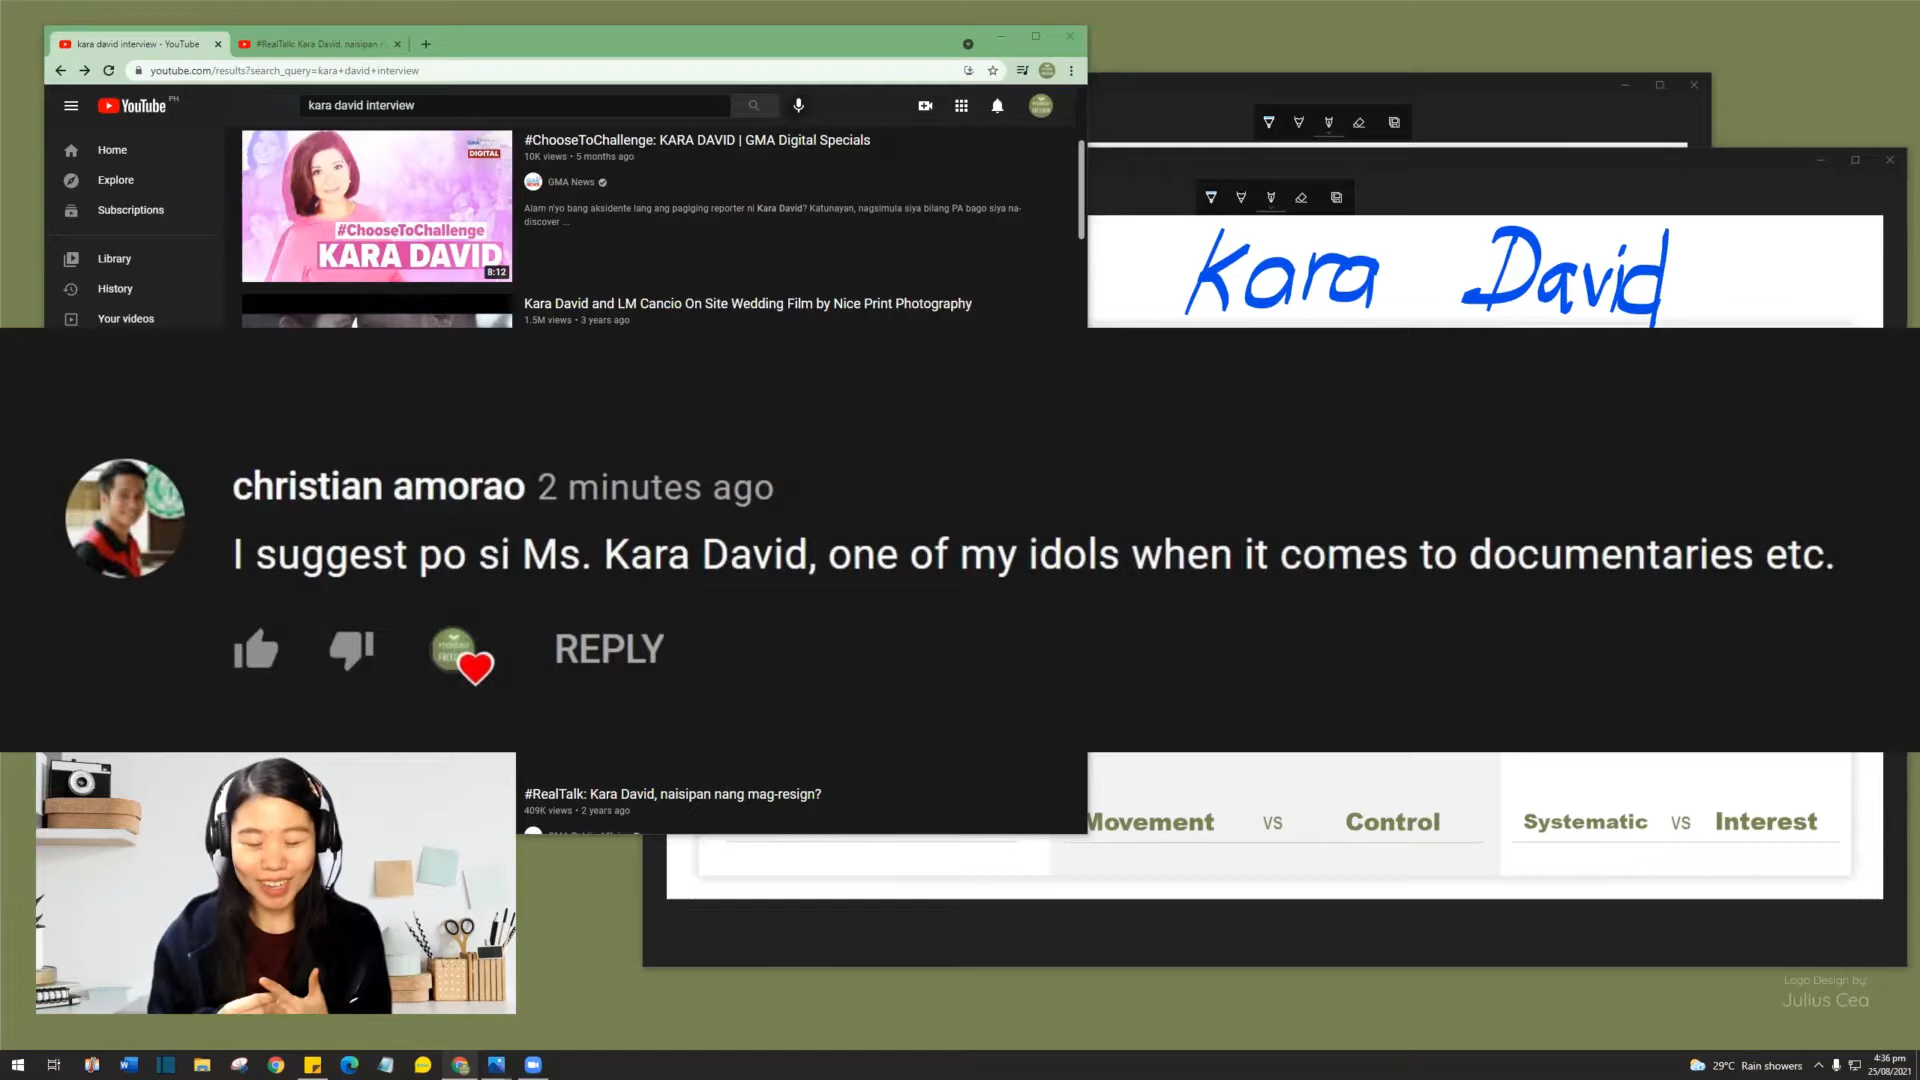 kara david interview - YouTube
#RealTalk: Kara David, naisipan n
youtube.com/results?search_query=kara+david+interview
YouTube PH
kara david interview
Home
Explore
Subscriptions
Library
History
Your videos
DIGITAL
#ChooseToChallenge
KARA DAVID
8:12
#ChooseToChallenge: KARA DAVID | GMA Digital Specials
10K views • 5 months ago
GMA News
Alam n'yo bang aksidente lang ang pagiging reporter ni Kara David? Katunayan, nagsimula siya bilang PA bago siya na-
discover ...
Kara David and LM Cancio On Site Wedding Film by Nice Print Photography
1.5M views • 3 years ago
Kara David
christian amorao 2 minutes ago
I suggest po si Ms. Kara David, one of my idols when it comes to documentaries etc.
REPLY
#RealTalk: Kara David, naisipan nang mag-resign?
409K views • 2 years ago
Movement vs Control
Systematic vs Interest
Logo Design by:
Julius Cea
29°C Rain showers
4:36 pm
25/08/2021